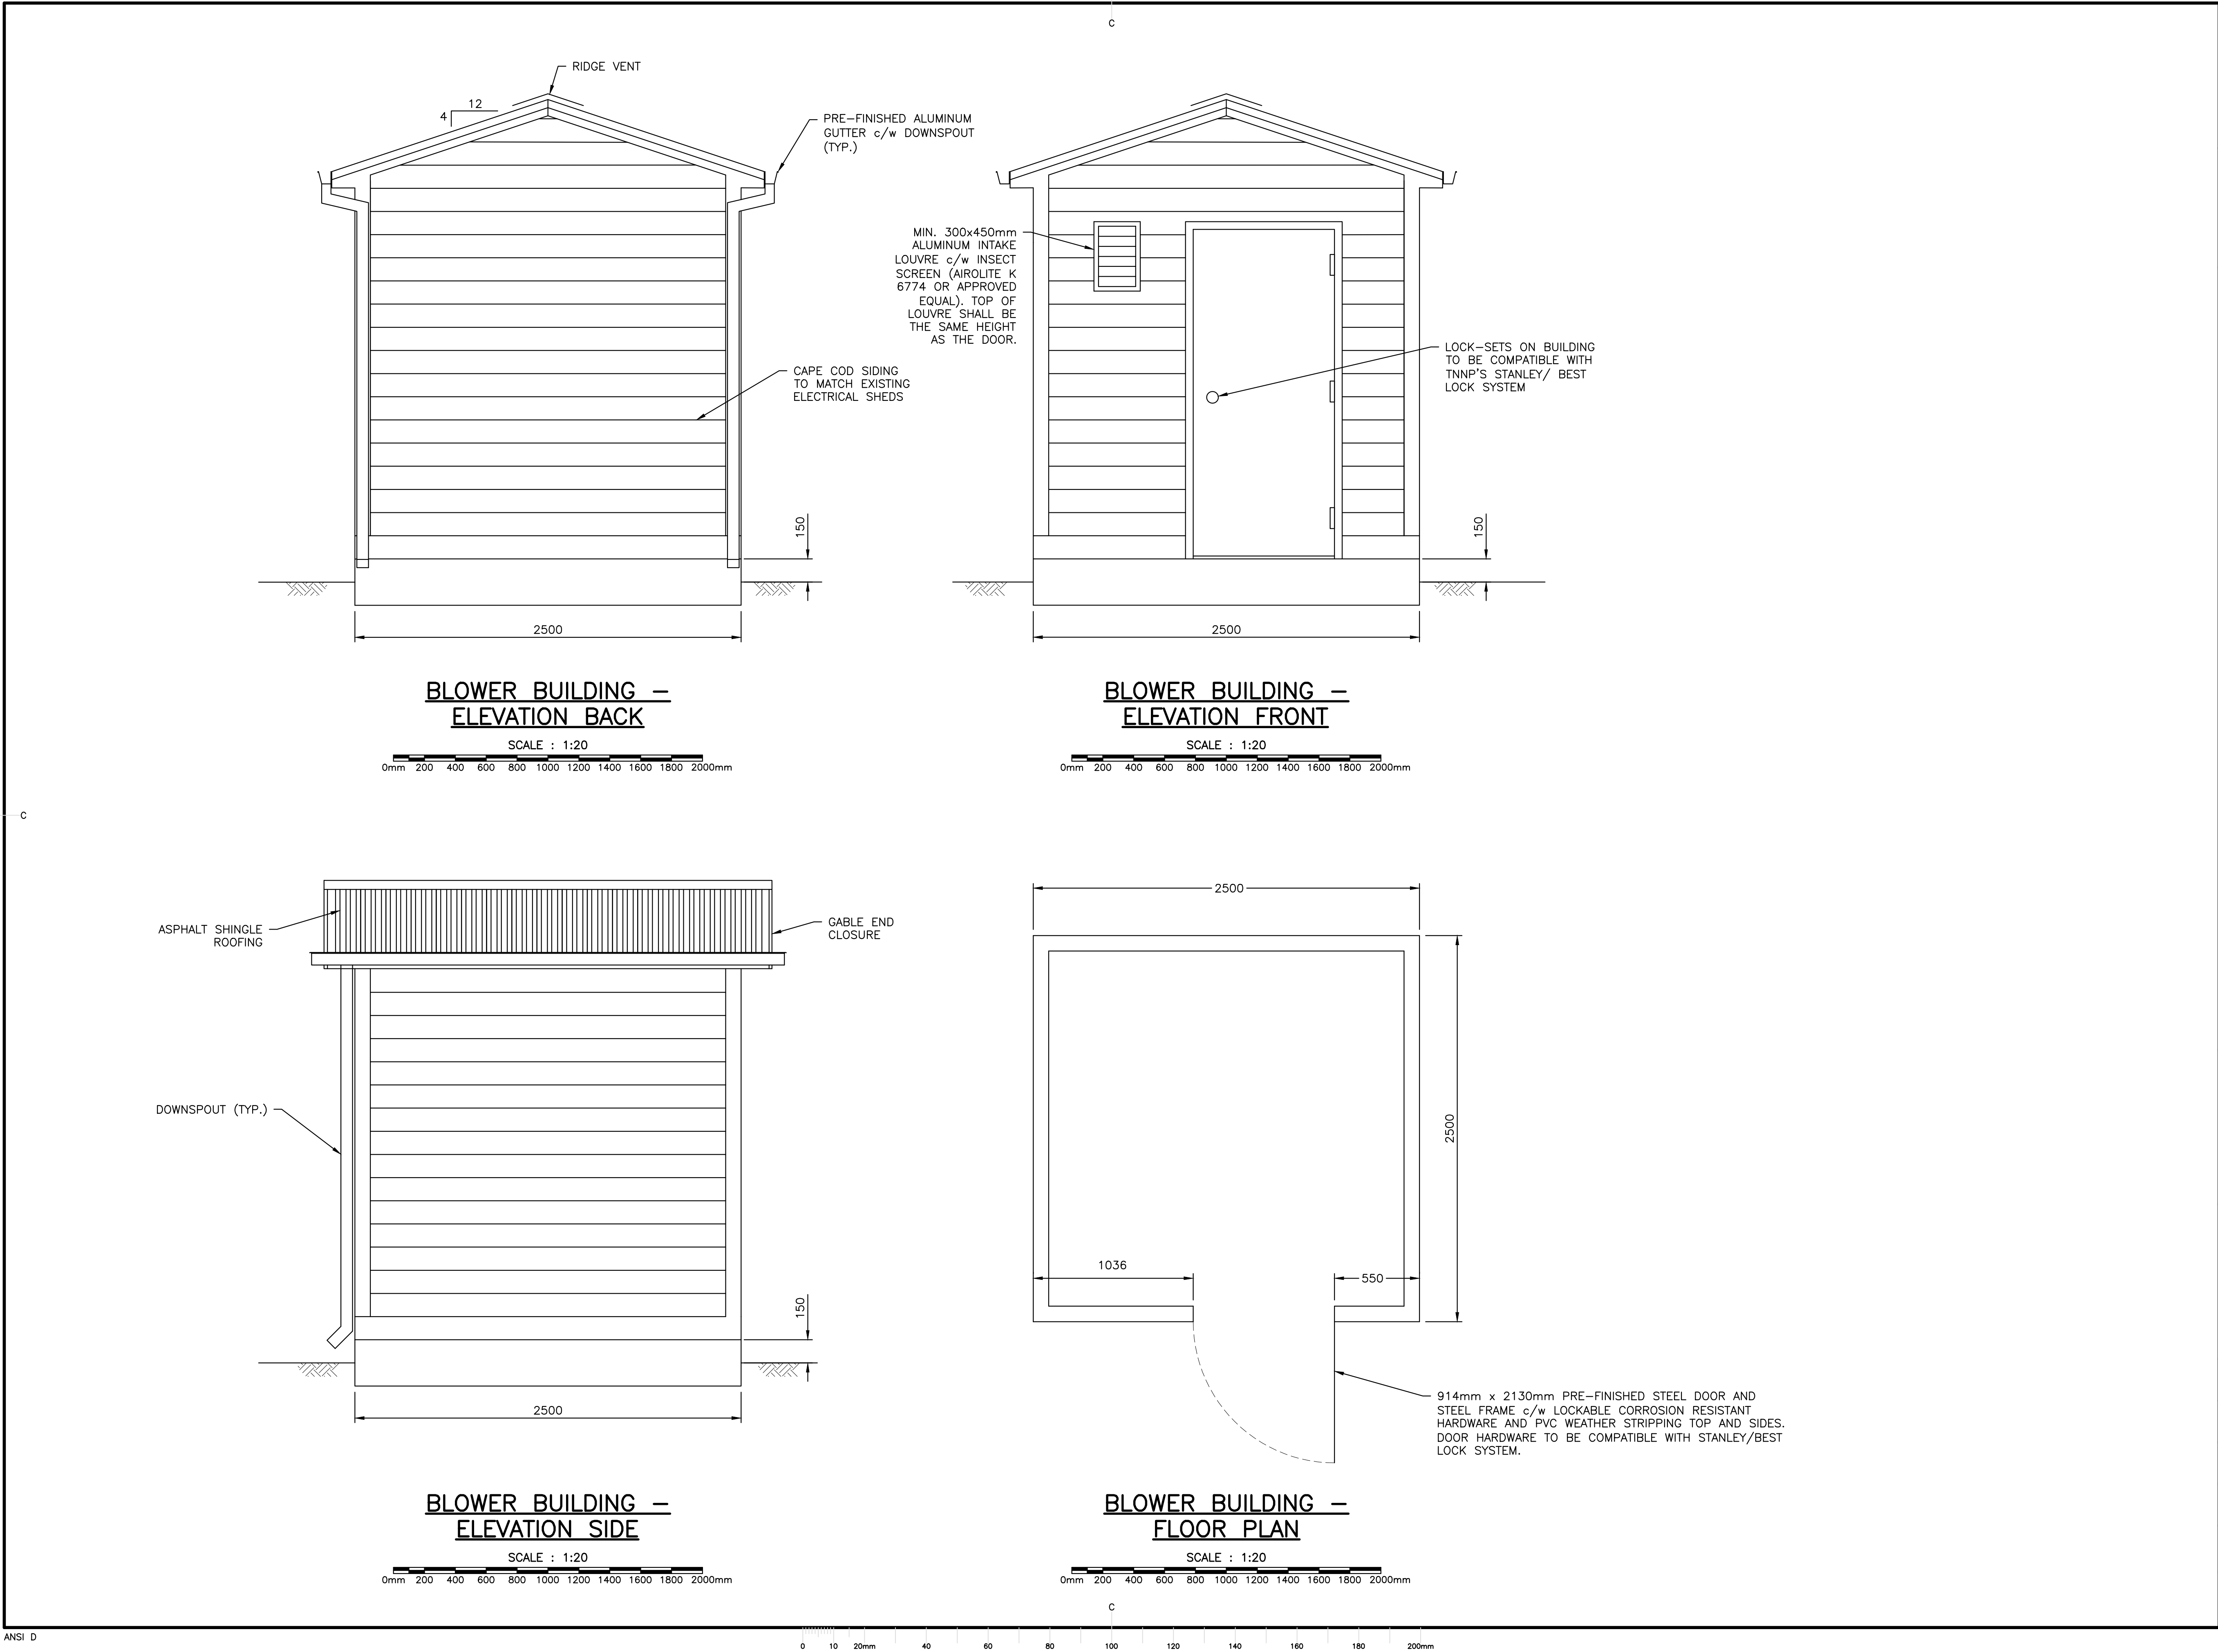 C
RIDGE VENT
12
4
PRE-FINISHED ALUMINUM
GUTTER c/w DOWNSPOUT
(TYP.)
CAPE COD SIDING
TO MATCH EXISTING
ELECTRICAL SHEDS
150
2500
BLOWER BUILDING -
ELEVATION BACK
SCALE : 1:20
0mm 200 400 600 800 1000 1200 1400 1600 1800 2000mm
MIN. 300x450mm
ALUMINUM INTAKE
LOUVRE c/w INSECT
SCREEN (AIROLITE K
6774 OR APPROVED
EQUAL). TOP OF
LOUVRE SHALL BE
THE SAME HEIGHT
AS THE DOOR.
LOCK-SETS ON BUILDING
TO BE COMPATIBLE WITH
TNNP'S STANLEY/ BEST
LOCK SYSTEM
150
2500
BLOWER BUILDING -
ELEVATION FRONT
SCALE : 1:20
0mm 200 400 600 800 1000 1200 1400 1600 1800 2000mm
C
ASPHALT SHINGLE
ROOFING
GABLE END
CLOSURE
DOWNSPOUT (TYP.)
150
2500
BLOWER BUILDING -
ELEVATION SIDE
SCALE : 1:20
0mm 200 400 600 800 1000 1200 1400 1600 1800 2000mm
2500
2500
1036
550
914mm x 2130mm PRE-FINISHED STEEL DOOR AND
STEEL FRAME c/w LOCKABLE CORROSION RESISTANT
HARDWARE AND PVC WEATHER STRIPPING TOP AND SIDES.
DOOR HARDWARE TO BE COMPATIBLE WITH STANLEY/BEST
LOCK SYSTEM.
BLOWER BUILDING -
FLOOR PLAN
SCALE : 1:20
0mm 200 400 600 800 1000 1200 1400 1600 1800 2000mm
C
ANSI D
0 10 20mm 40 60 80 100 120 140 160 180 200mm